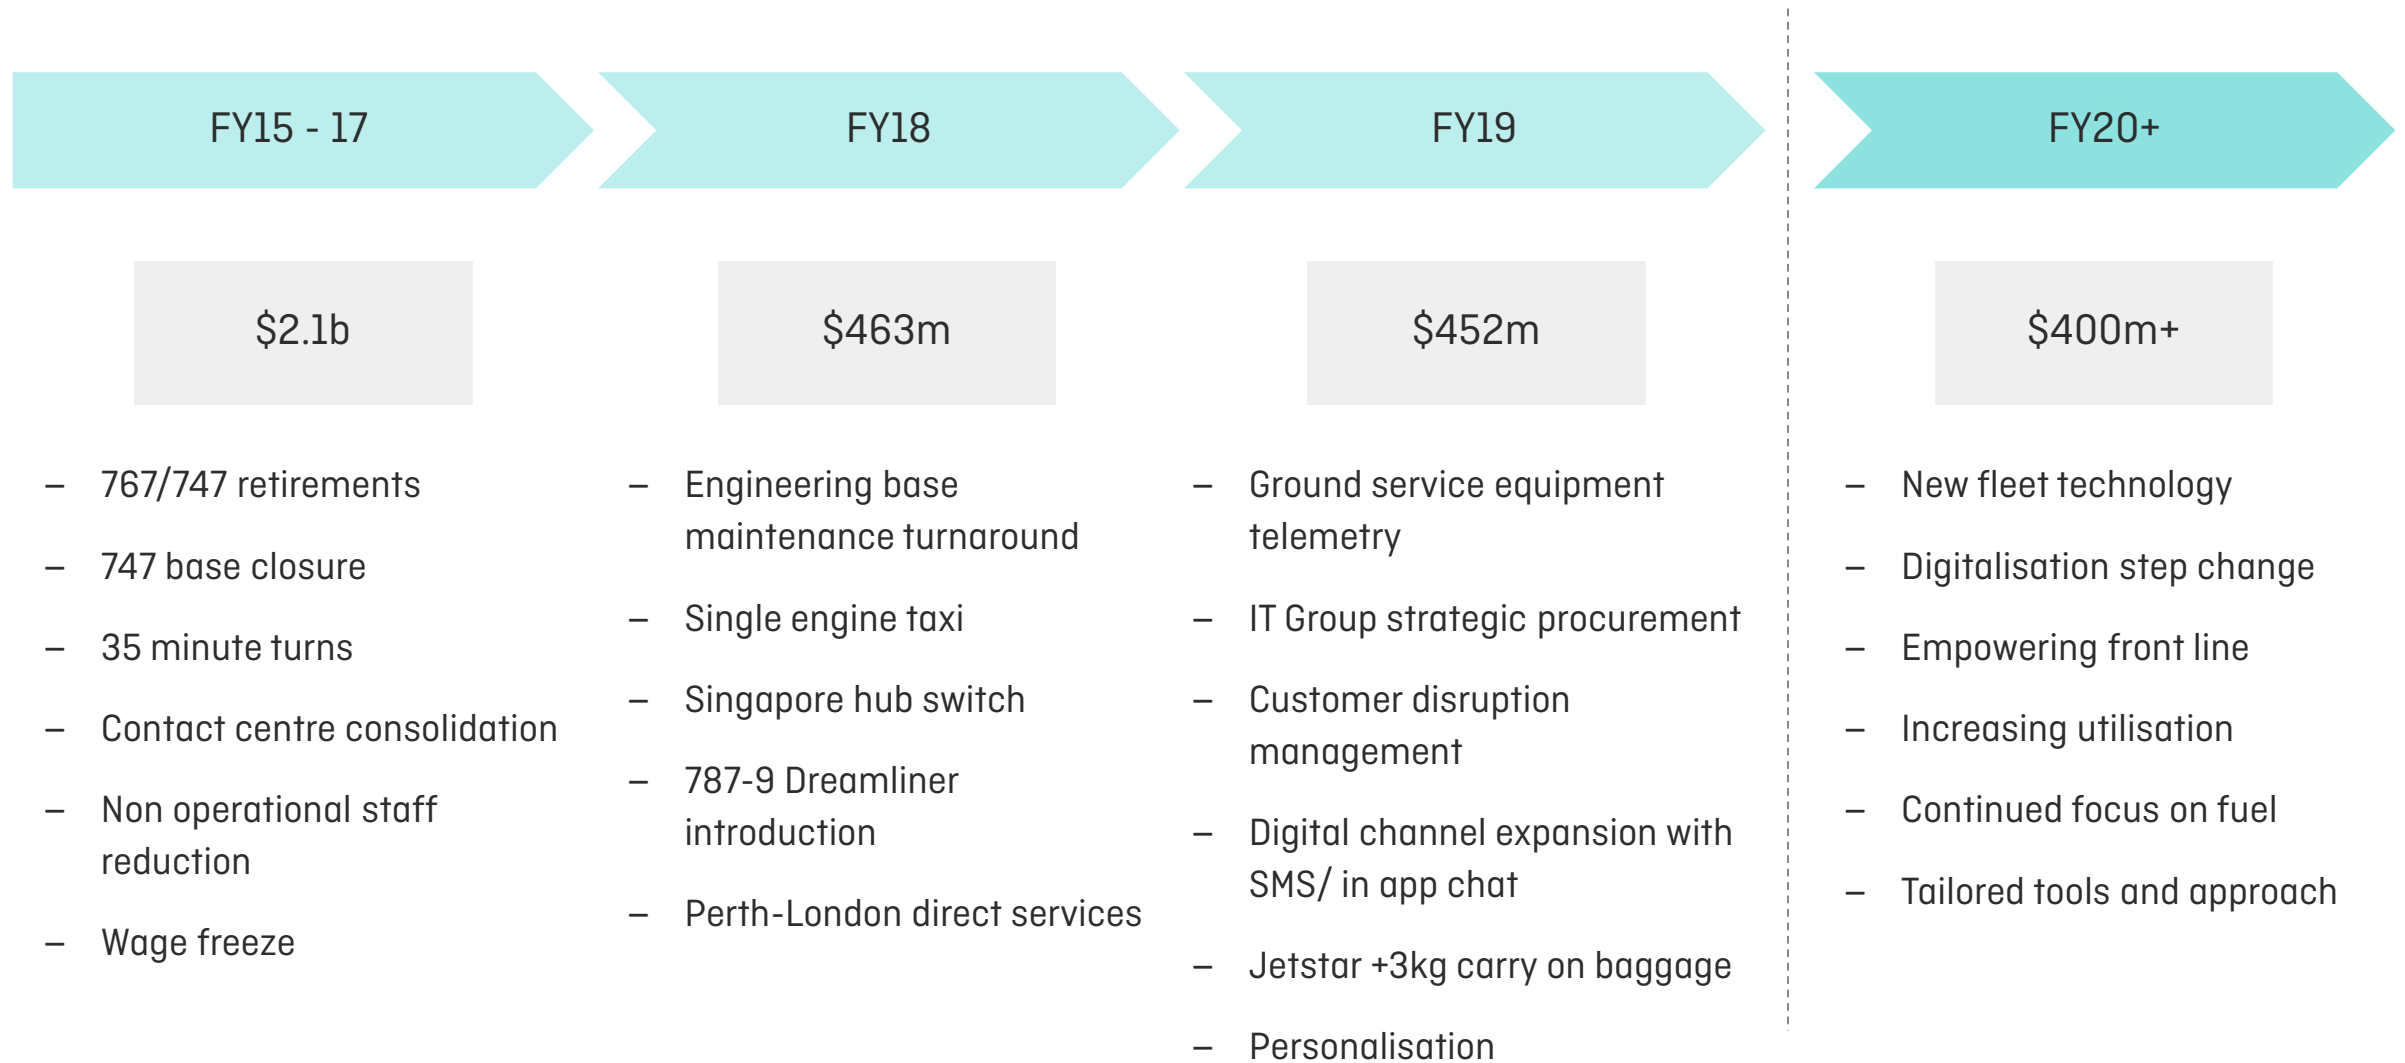 FY15 - 17
$2.1b
– 767/747 retirements
– 747 base closure
– 35 minute turns
– Contact centre consolidation
– Non operational staff
reduction
– Wage freeze
FY18
$463m
– Engineering base
maintenance turnaround
– Single engine taxi
– Singapore hub switch
– 787-9 Dreamliner
introduction
– Perth-London direct services
FY19
$452m
– Ground service equipment
telemetry
– IT Group strategic procurement
– Customer disruption
management
– Digital channel expansion with
SMS/ in app chat
– Jetstar +3kg carry on baggage
– Personalisation
FY20+
$400m+
– New fleet technology
– Digitalisation step change
– Empowering front line
– Increasing utilisation
– Continued focus on fuel
– Tailored tools and approach